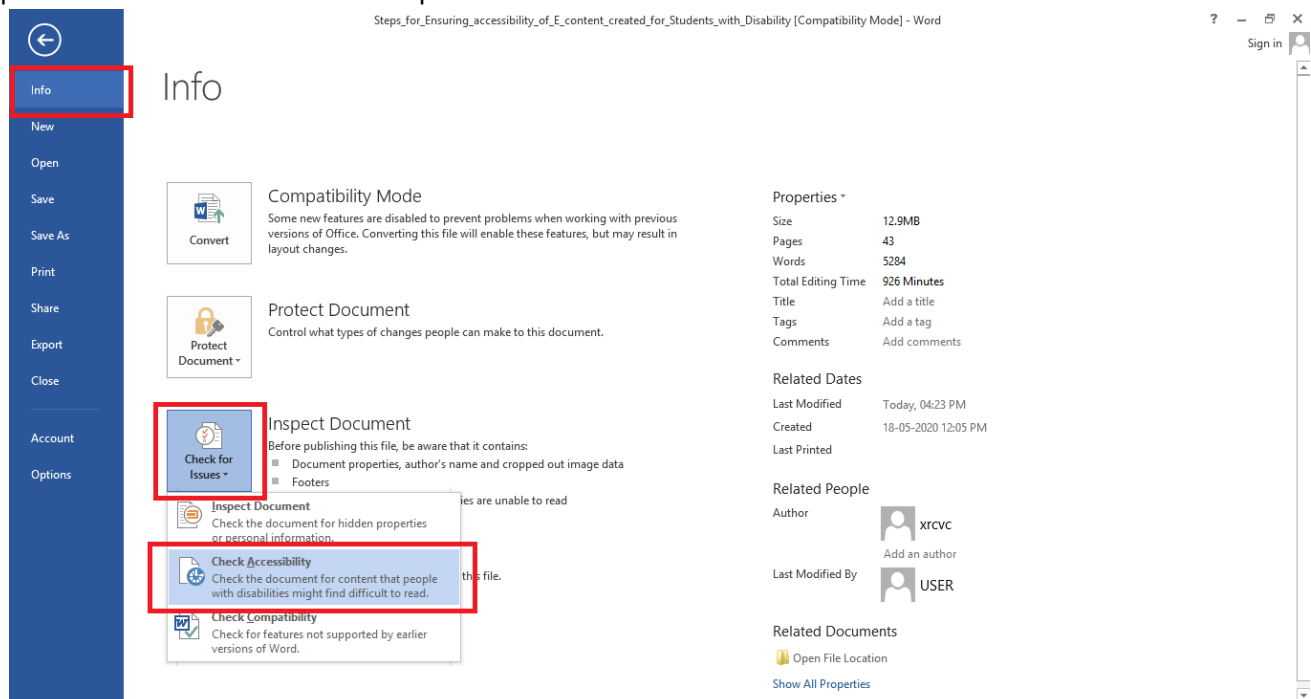 Steps_for_Ensuring_accessibility_of_E_content_created_for_Students_with_Disability [Compatibility Mode] - Word
?
Sign in
Info
New
Open
Save
Save As
Print
Share
Export
Close
Account
Options
Info
Convert
Compatibility Mode
Some new features are disabled to prevent problems when working with previous
versions of Office. Converting this file will enable these features, but may result in
layout changes.
Protect
Document
Protect Document
Control what types of changes people can make to this document.
Check for
Issues
Inspect Document
Before publishing this file, be aware that it contains:
Document properties, author's name and cropped out image data
Footers
ies are unable to read
Inspect Document
Check the document for hidden properties
or personal information.
Check Accessibility
Check the document for content that people
with disabilities might find difficult to read.
this file.
Check Compatibility
Check for features not supported by earlier
versions of Word.
Properties
Size 12.9MB
Pages 43
Words 5284
Total Editing Time 926 Minutes
Title Add a title
Tags Add a tag
Comments Add comments
Related Dates
Last Modified Today, 04:23 PM
Created 18-05-2020 12:05 PM
Last Printed
Related People
Author xrcvc
Add an author
Last Modified By USER
Related Documents
Open File Location
Show All Properties